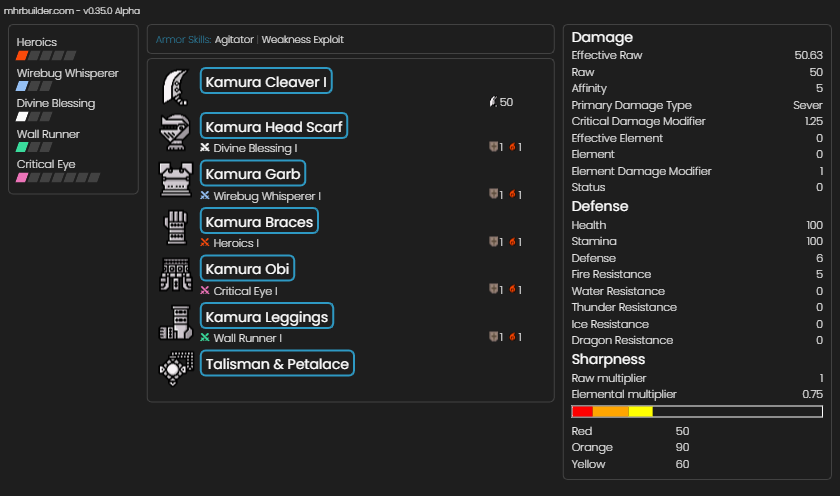 mhrbuilder.com - v0.35.0 Alpha
Heroics
Wirebug Whisperer
Divine Blessing
Wall Runner
Critical Eye
Armor Skills: Agitator | Weakness Exploit
Kamura Cleaver I
50
Kamura Head Scarf
Divine Blessing I 1 1
Kamura Garb
Wirebug Whisperer I 1 1
Kamura Braces
Heroics I 1 1
Kamura Obi
Critical Eye I 1 1
Kamura Leggings
Wall Runner I 1 1
Talisman & Petalace
Damage
Effective Raw 50.63
Raw 50
Affinity 5
Primary Damage Type Sever
Critical Damage Modifier 1.25
Effective Element 0
Element 0
Element Damage Modifier 1
Status 0
Defense
Health 100
Stamina 100
Defense 6
Fire Resistance 5
Water Resistance 0
Thunder Resistance 0
Ice Resistance 0
Dragon Resistance 0
Sharpness
Raw multiplier 1
Elemental multiplier 0.75
Red 50
Orange 90
Yellow 60